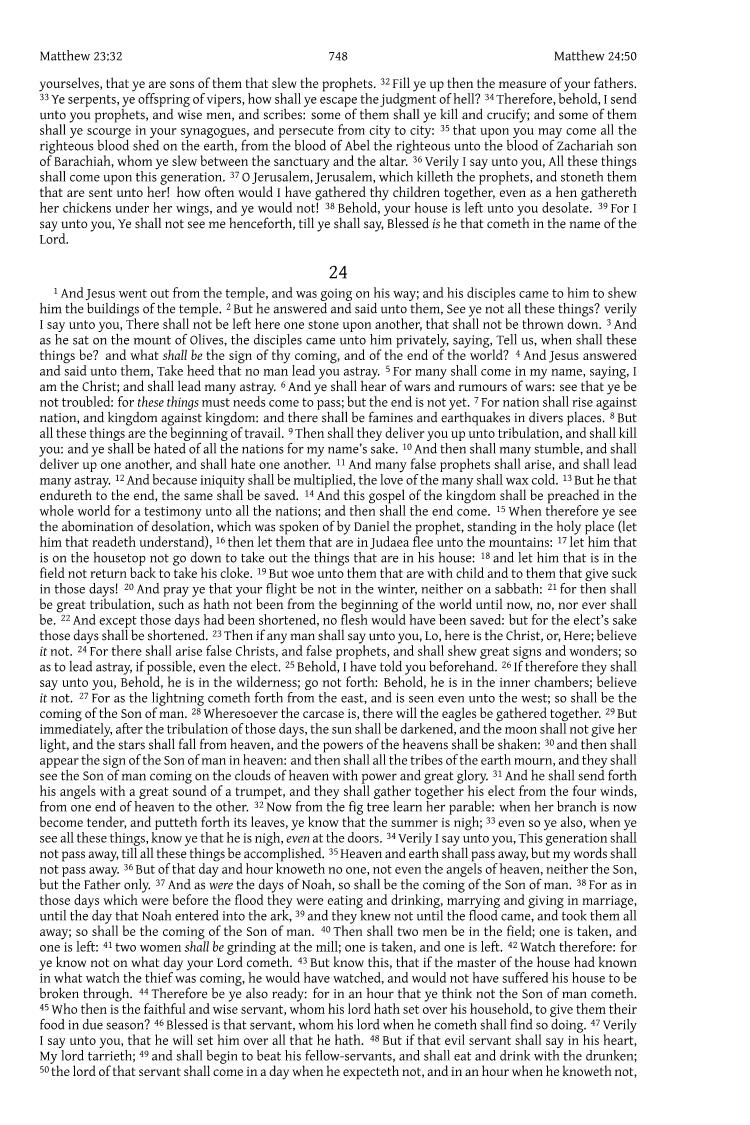 Matthew 23:32 748 Matthew 24:50
yourselves, that ye are sons of them that slew the prophets. 32 Fill ye up then the measure of your fathers.
33 Ye serpents, ye offspring of vipers, how shall ye escape the judgment of hell? 34 Therefore, behold, I send
unto you prophets, and wise men, and scribes: some of them shall ye kill and crucify; and some of them
shall ye scourge in your synagogues, and persecute from city to city: 35 that upon you may come all the
righteous blood shed on the earth, from the blood of Abel the righteous unto the blood of Zachariah son
of Barachiah, whom ye slew between the sanctuary and the altar. 36 Verily I say unto you, All these things
shall come upon this generation. 37 O Jerusalem, Jerusalem, which killeth the prophets, and stoneth them
that are sent unto her! how often would I have gathered thy children together, even as a hen gathereth
her chickens under her wings, and ye would not! 38 Behold, your house is left unto you desolate. 39 For I
say unto you, Ye shall not see me henceforth, till ye shall say, Blessed is he that cometh in the name of the
Lord.
24
1 And Jesus went out from the temple, and was going on his way; and his disciples came to him to shew
him the buildings of the temple. 2 But he answered and said unto them, See ye not all these things? verily
I say unto you, There shall not be left here one stone upon another, that shall not be thrown down. 3 And
as he sat on the mount of Olives, the disciples came unto him privately, saying, Tell us, when shall these
things be? and what shall be the sign of thy coming, and of the end of the world? 4 And Jesus answered
and said unto them, Take heed that no man lead you astray. 5 For many shall come in my name, saying, I
am the Christ; and shall lead many astray. 6 And ye shall hear of wars and rumours of wars: see that ye be
not troubled: for these things must needs come to pass; but the end is not yet. 7 For nation shall rise against
nation, and kingdom against kingdom: and there shall be famines and earthquakes in divers places. 8 But
all these things are the beginning of travail. 9 Then shall they deliver you up unto tribulation, and shall kill
you: and ye shall be hated of all the nations for my name's sake. 10 And then shall many stumble, and shall
deliver up one another, and shall hate one another. 11 And many false prophets shall arise, and shall lead
many astray. 12 And because iniquity shall be multiplied, the love of the many shall wax cold. 13 But he that
endureth to the end, the same shall be saved. 14 And this gospel of the kingdom shall be preached in the
whole world for a testimony unto all the nations; and then shall the end come. 15 When therefore ye see
the abomination of desolation, which was spoken of by Daniel the prophet, standing in the holy place (let
him that readeth understand), 16 then let them that are in Judaea flee unto the mountains: 17 let him that
is on the housetop not go down to take out the things that are in his house: 18 and let him that is in the
field not return back to take his cloke. 19 But woe unto them that are with child and to them that give suck
in those days! 20 And pray ye that your flight be not in the winter, neither on a sabbath: 21 for then shall
be great tribulation, such as hath not been from the beginning of the world until now, no, nor ever shall
be. 22 And except those days had been shortened, no flesh would have been saved: but for the elect's sake
those days shall be shortened. 23 Then if any man shall say unto you, Lo, here is the Christ, or, Here; believe
it not. 24 For there shall arise false Christs, and false prophets, and shall shew great signs and wonders; so
as to lead astray, if possible, even the elect. 25 Behold, I have told you beforehand. 26 If therefore they shall
say unto you, Behold, he is in the wilderness; go not forth: Behold, he is in the inner chambers; believe
it not. 27 For as the lightning cometh forth from the east, and is seen even unto the west; so shall be the
coming of the Son of man. 28 Wheresoever the carcase is, there will the eagles be gathered together. 29 But
immediately, after the tribulation of those days, the sun shall be darkened, and the moon shall not give her
light, and the stars shall fall from heaven, and the powers of the heavens shall be shaken: 30 and then shall
appear the sign of the Son of man in heaven: and then shall all the tribes of the earth mourn, and they shall
see the Son of man coming on the clouds of heaven with power and great glory. 31 And he shall send forth
his angels with a great sound of a trumpet, and they shall gather together his elect from the four winds,
from one end of heaven to the other. 32 Now from the fig tree learn her parable: when her branch is now
become tender, and putteth forth its leaves, ye know that the summer is nigh; 33 even so ye also, when ye
see all these things, know ye that he is nigh, even at the doors. 34 Verily I say unto you, This generation shall
not pass away, till all these things be accomplished. 35 Heaven and earth shall pass away, but my words shall
not pass away. 36 But of that day and hour knoweth no one, not even the angels of heaven, neither the Son,
but the Father only. 37 And as were the days of Noah, so shall be the coming of the Son of man. 38 For as in
those days which were before the flood they were eating and drinking, marrying and giving in marriage,
until the day that Noah entered into the ark, 39 and they knew not until the flood came, and took them all
away; so shall be the coming of the Son of man. 40 Then shall two men be in the field; one is taken, and
one is left: 41 two women shall be grinding at the mill; one is taken, and one is left. 42 Watch therefore: for
ye know not on what day your Lord cometh. 43 But know this, that if the master of the house had known
in what watch the thief was coming, he would have watched, and would not have suffered his house to be
broken through. 44 Therefore be ye also ready: for in an hour that ye think not the Son of man cometh.
45 Who then is the faithful and wise servant, whom his lord hath set over his household, to give them their
food in due season? 46 Blessed is that servant, whom his lord when he cometh shall find so doing. 47 Verily
I say unto you, that he will set him over all that he hath. 48 But if that evil servant shall say in his heart,
My lord tarrieth; 49 and shall begin to beat his fellow-servants, and shall eat and drink with the drunken;
50 the lord of that servant shall come in a day when he expecteth not, and in an hour when he knoweth not,